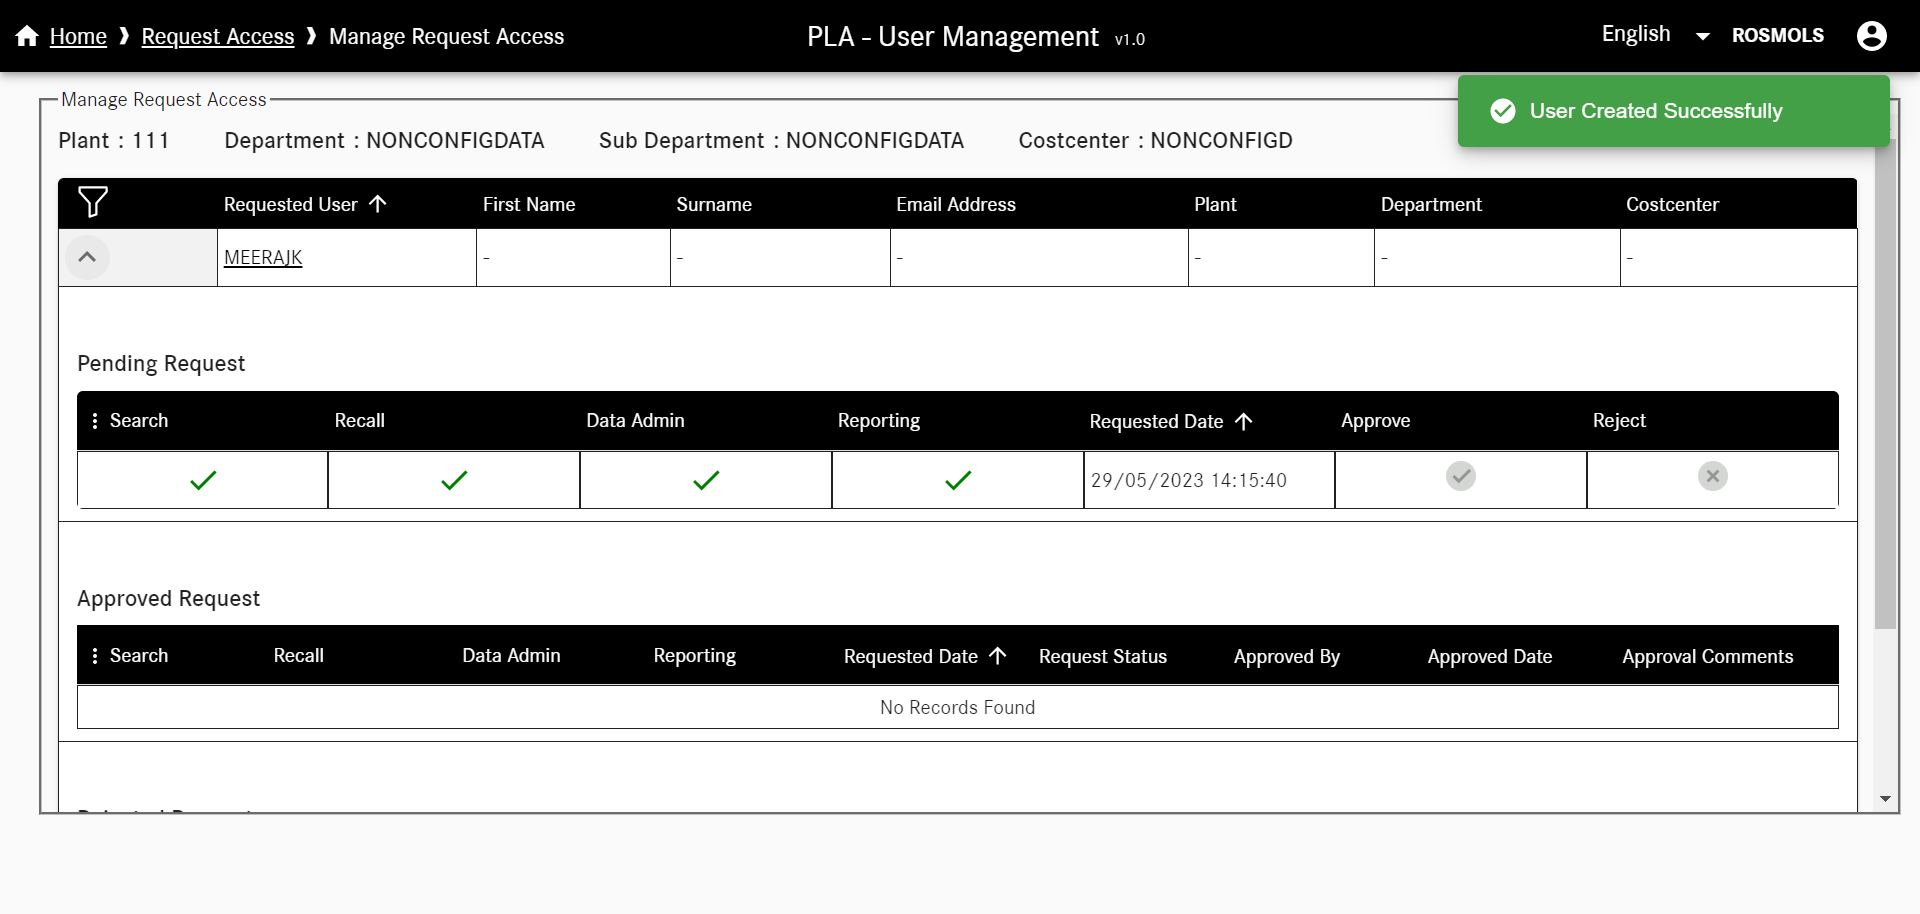 Home ❱ Request Access ❱ Manage Request Access
PLA - User Management v1.0
English
ROSMOLS
User Created Successfully
Manage Request Access
Plant : 111 Department : NONCONFIGDATA Sub Department : NONCONFIGDATA Costcenter : NONCONFIGD
Requested User First Name Surname Email Address Plant Department Costcenter
MEERAJK - - - - - -
Pending Request
Search Recall Data Admin Reporting Requested Date Approve Reject
29/05/2023 14:15:40
Approved Request
Search Recall Data Admin Reporting Requested Date Request Status Approved By Approved Date Approval Comments
No Records Found